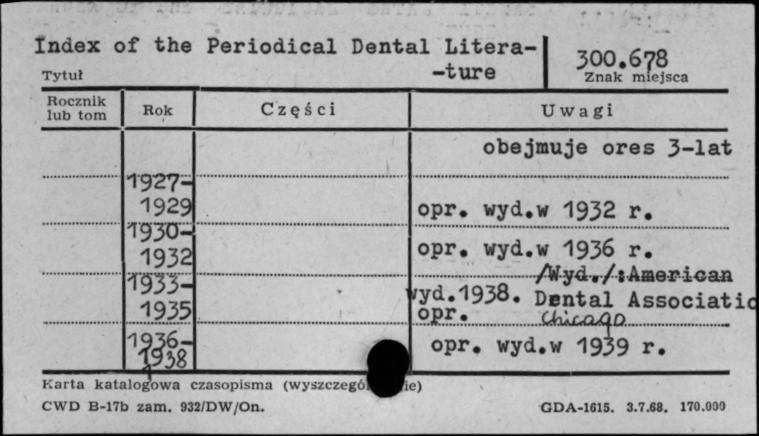 Index of the Periodical Dental Litera-
-ture
300.678
Tytuł
Znak miejsca
Rocznik lub tom
Rok
Części
Uwagi
obejmuje ores 3-lat
1927-
1929 opr. wyd.w 1932 r.
1930-
1932 opr. wyd.w 1936 r.
/Wyd./:American
1933- wyd.1938. Dental Associatio
1935 opr. Chicago
1936-
1938 opr. wyd.w 1939 r.
Karta katalogowa czasopisma
CWD B-17b zam. 932/DW/On.
GDA-1615. 3.7.68. 170.000